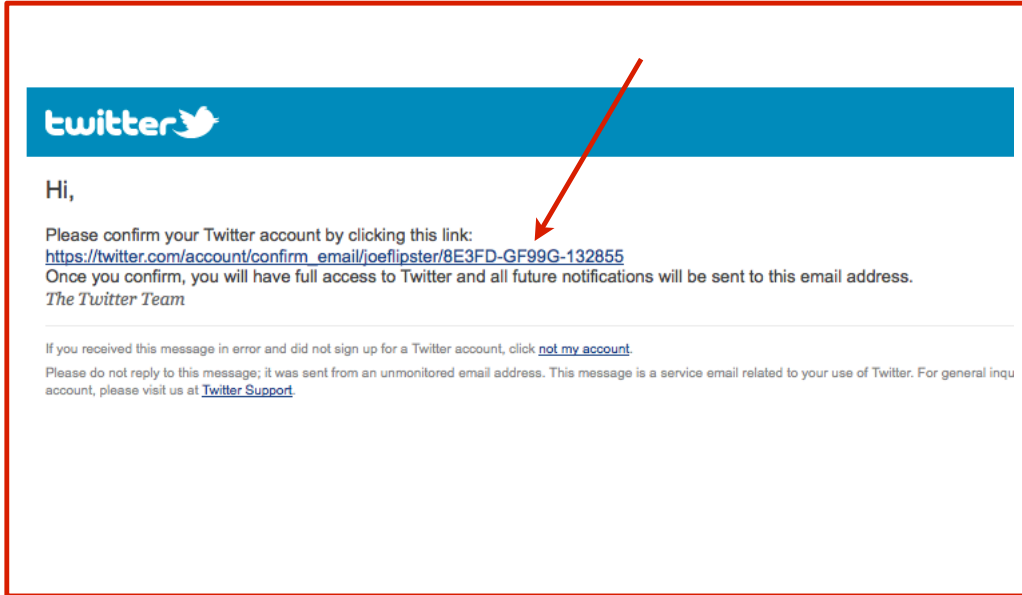 twitter
Hi,
Please confirm your Twitter account by clicking this link:
https://twitter.com/account/confirm_email/joeflipster/8E3FD-GF99G-132855
Once you confirm, you will have full access to Twitter and all future notifications will be sent to this email address.
The Twitter Team
If you received this message in error and did not sign up for a Twitter account, click not my account.
Please do not reply to this message; it was sent from an unmonitored email address. This message is a service email related to your use of Twitter. For general inqu
account, please visit us at Twitter Support.